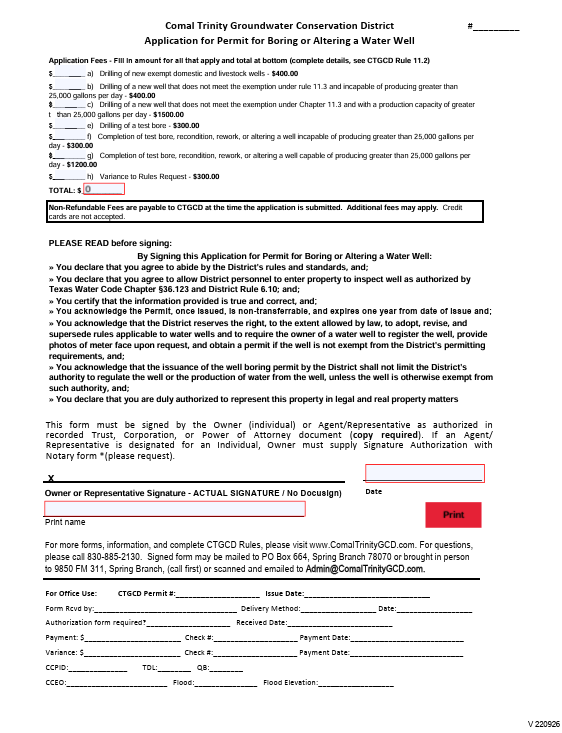 Comal Trinity Groundwater Conservation District #_________
Application for Permit for Boring or Altering a Water Well
Application Fees - Fill in amount for all that apply and total at bottom (complete details, see CTGCD Rule 11.2)
$________ a) Drilling of new exempt domestic and livestock wells - $400.00
$________ b) Drilling of a new well that does not meet the exemption under rule 11.3 and incapable of producing greater than
25,000 gallons per day - $400.00
$________ c) Drilling of a new well that does not meet the exemption under Chapter 11.3 and with a production capacity of greater
t than 25,000 gallons per day - $1500.00
$________ e) Drilling of a test bore - $300.00
$________ f) Completion of test bore, recondition, rework, or altering a well incapable of producing greater than 25,000 gallons per
day - $300.00
$________ g) Completion of test bore, recondition, rework, or altering a well capable of producing greater than 25,000 gallons per
day - $1200.00
$________ h) Variance to Rules Request - $300.00
TOTAL: $ 0________
Non-Refundable Fees are payable to CTGCD at the time the application is submitted. Additional fees may apply. Credit
cards are not accepted.
PLEASE READ before signing:
By Signing this Application for Permit for Boring or Altering a Water Well:
» You declare that you agree to abide by the District's rules and standards, and;
» You declare that you agree to allow District personnel to enter property to inspect well as authorized by
Texas Water Code Chapter §36.123 and District Rule 6.10; and;
» You certify that the information provided is true and correct, and;
» You acknowledge the Permit, once issued, is non-transferrable, and expires one year from date of issue and;
» You acknowledge that the District reserves the right, to the extent allowed by law, to adopt, revise, and
supersede rules applicable to water wells and to require the owner of a water well to register the well, provide
photos of meter face upon request, and obtain a permit if the well is not exempt from the District's permitting
requirements, and;
» You acknowledge that the issuance of the well boring permit by the District shall not limit the District's
authority to regulate the well or the production of water from the well, unless the well is otherwise exempt from
such authority, and;
» You declare that you are duly authorized to represent this property in legal and real property matters
This form must be signed by the Owner (individual) or Agent/Representative as authorized in
recorded Trust, Corporation, or Power of Attorney document (copy required). If an Agent/
Representative is designated for an Individual, Owner must supply Signature Authorization with
Notary form *(please request).
X
Owner or Representative Signature - ACTUAL SIGNATURE / No Docusign) Date
Print
Print name
For more forms, information, and complete CTGCD Rules, please visit www.ComalTrinityGCD.com. For questions,
please call 830-885-2130. Signed form may be mailed to PO Box 664, Spring Branch 78070 or brought in person
to 9850 FM 311, Spring Branch, (call first) or scanned and emailed to Admin@ComalTrinityGCD.com.
For Office Use: CTGCD Permit #:__________________ Issue Date:___________________________
Form Rcvd by:______________________________ Delivery Method:________________ Date:________________
Authorization form required?__________________ Received Date:______________________
Payment: $_____________________ Check #:__________________ Payment Date:________________________
Variance: $_____________________ Check #:__________________ Payment Date:________________________
CCPID:_____________ TDL:_______ QB:_______
CCEO:_____________________ Flood:_____________ Flood Elevation:________________
V 220926